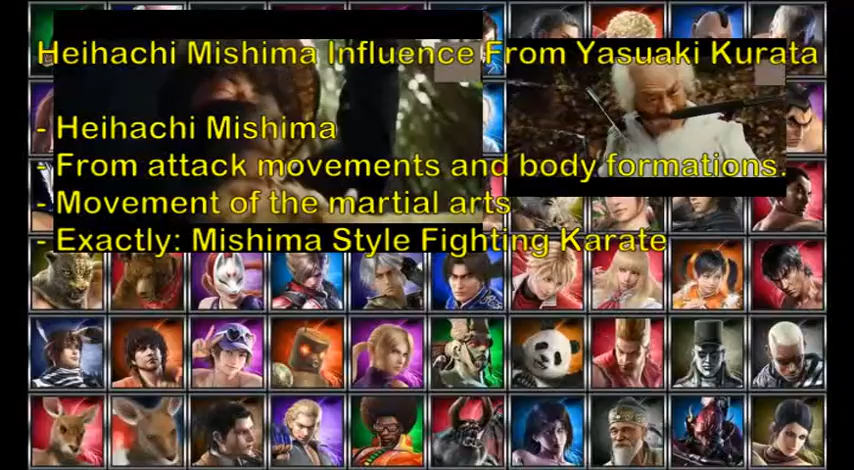 Heihachi Mishima Influence From Yasuaki Kurata
- Heihachi Mishima
- From attack movements and body formations.
- Movement of the martial arts
- Exactly: Mishima Style Fighting Karate